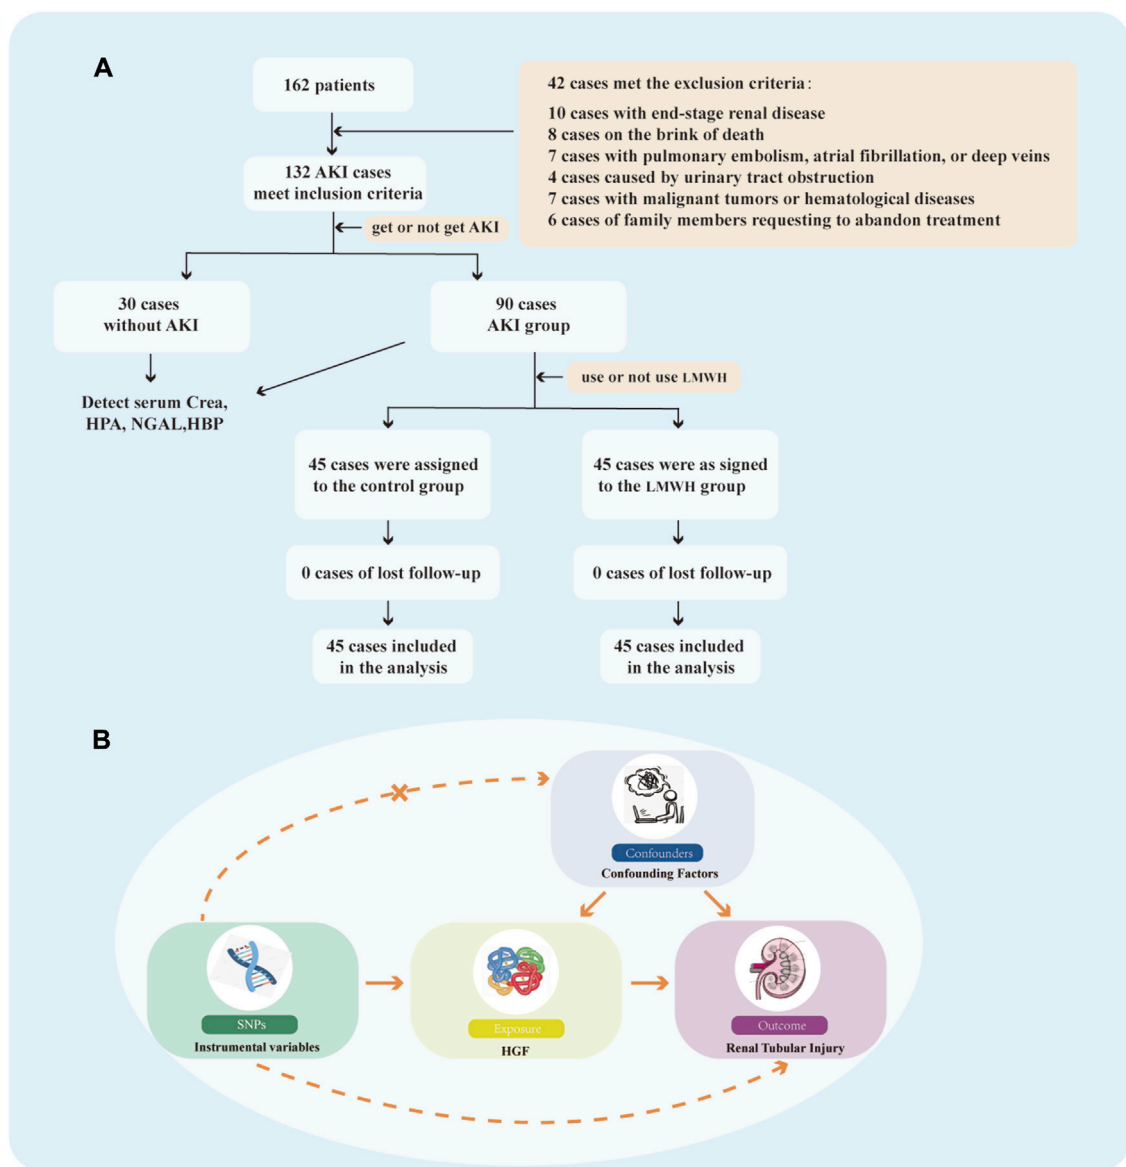 A
162 patients
42 cases met the exclusion criteria:
10 cases with end-stage renal disease
8 cases on the brink of death
7 cases with pulmonary embolism, atrial fibrillation, or deep veins
4 cases caused by urinary tract obstruction
7 cases with malignant tumors or hematological diseases
6 cases of family members requesting to abandon treatment
132 AKI cases
meet inclusion criteria
get or not get AKI
30 cases
without AKI
90 cases
AKI group
use or not use LMWH
Detect serum Crea,
HPA, NGAL,HBP
45 cases were assigned
to the control group
45 cases were as signed
to the LMWH group
0 cases of lost follow-up
0 cases of lost follow-up
45 cases included
in the analysis
45 cases included
in the analysis
B
Confounders
Confounding Factors
SNPs
Instrumental variables
Exposure
HGF
Outcome
Renal Tubular Injury